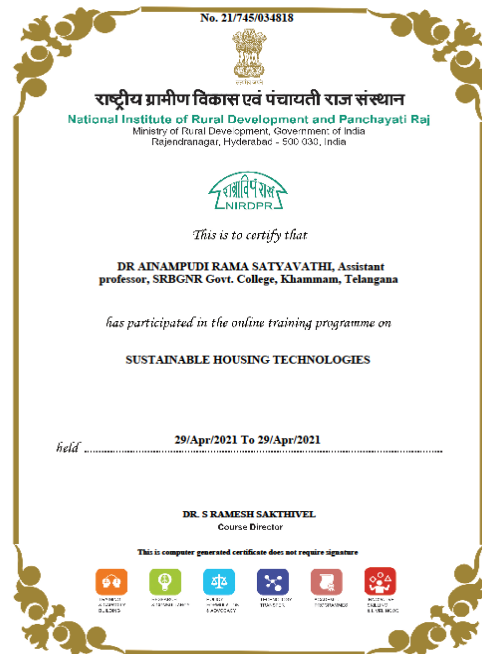 No. 21/745/034818
राष्ट्रीय ग्रामीण विकास एवं पंचायती राज संस्थान
National Institute of Rural Development and Panchayati Raj
Ministry of Rural Development, Government of India
Rajendranagar, Hyderabad - 500 030, India
NIRDPR
This is to certify that
DR AINAMPUDI RAMA SATYAVATHI, Assistant
professor, SRBGNR Govt. College, Khammam, Telangana
has participated in the online training programme on
SUSTAINABLE HOUSING TECHNOLOGIES
29/Apr/2021 To 29/Apr/2021
held
DR. S RAMESH SAKTHIVEL
Course Director
This is computer generated certificate does not require signature